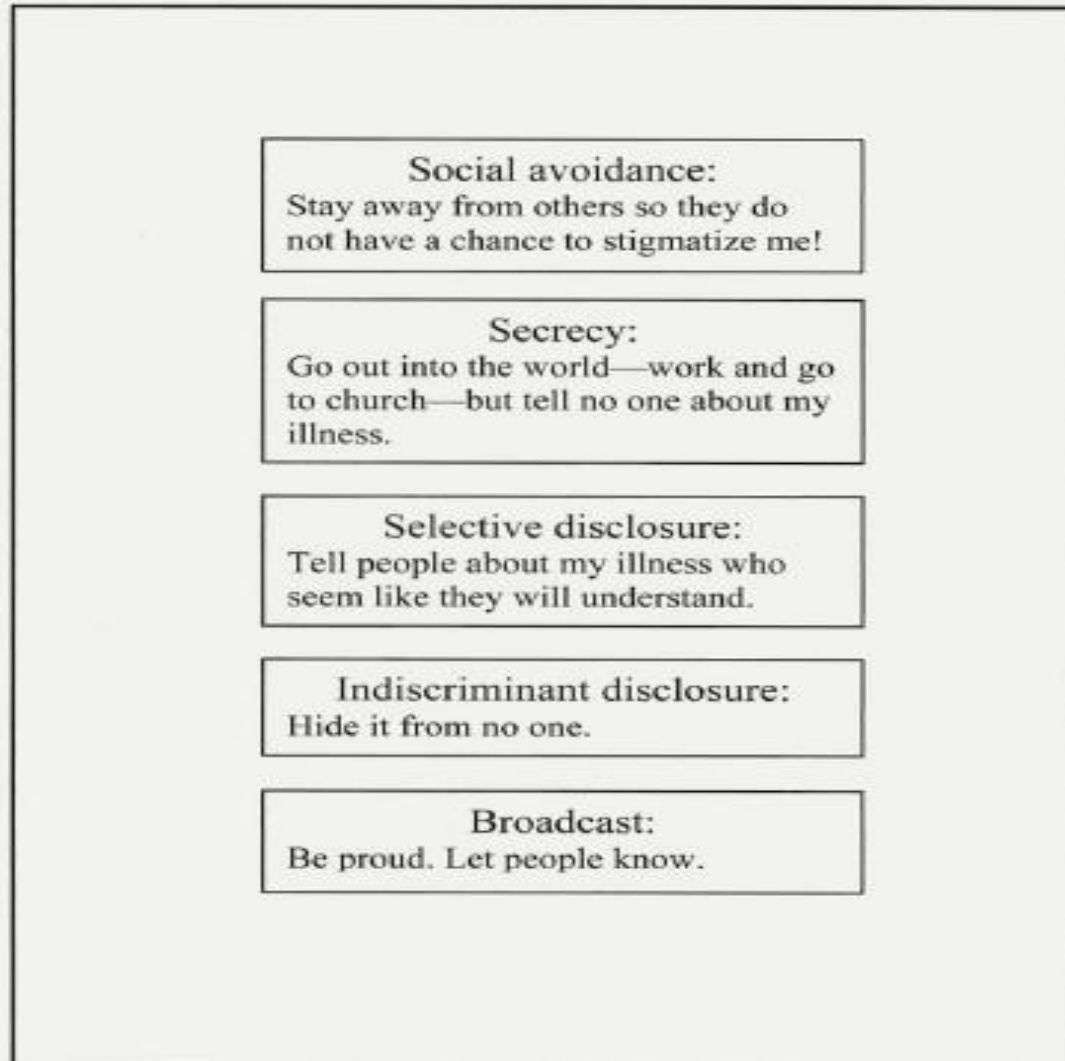 Social avoidance:
Stay away from others so they do
not have a chance to stigmatize me!
Secrecy:
Go out into the world—work and go
to church—but tell no one about my
illness.
Selective disclosure:
Tell people about my illness who
seem like they will understand.
Indiscriminant disclosure:
Hide it from no one.
Broadcast:
Be proud. Let people know.